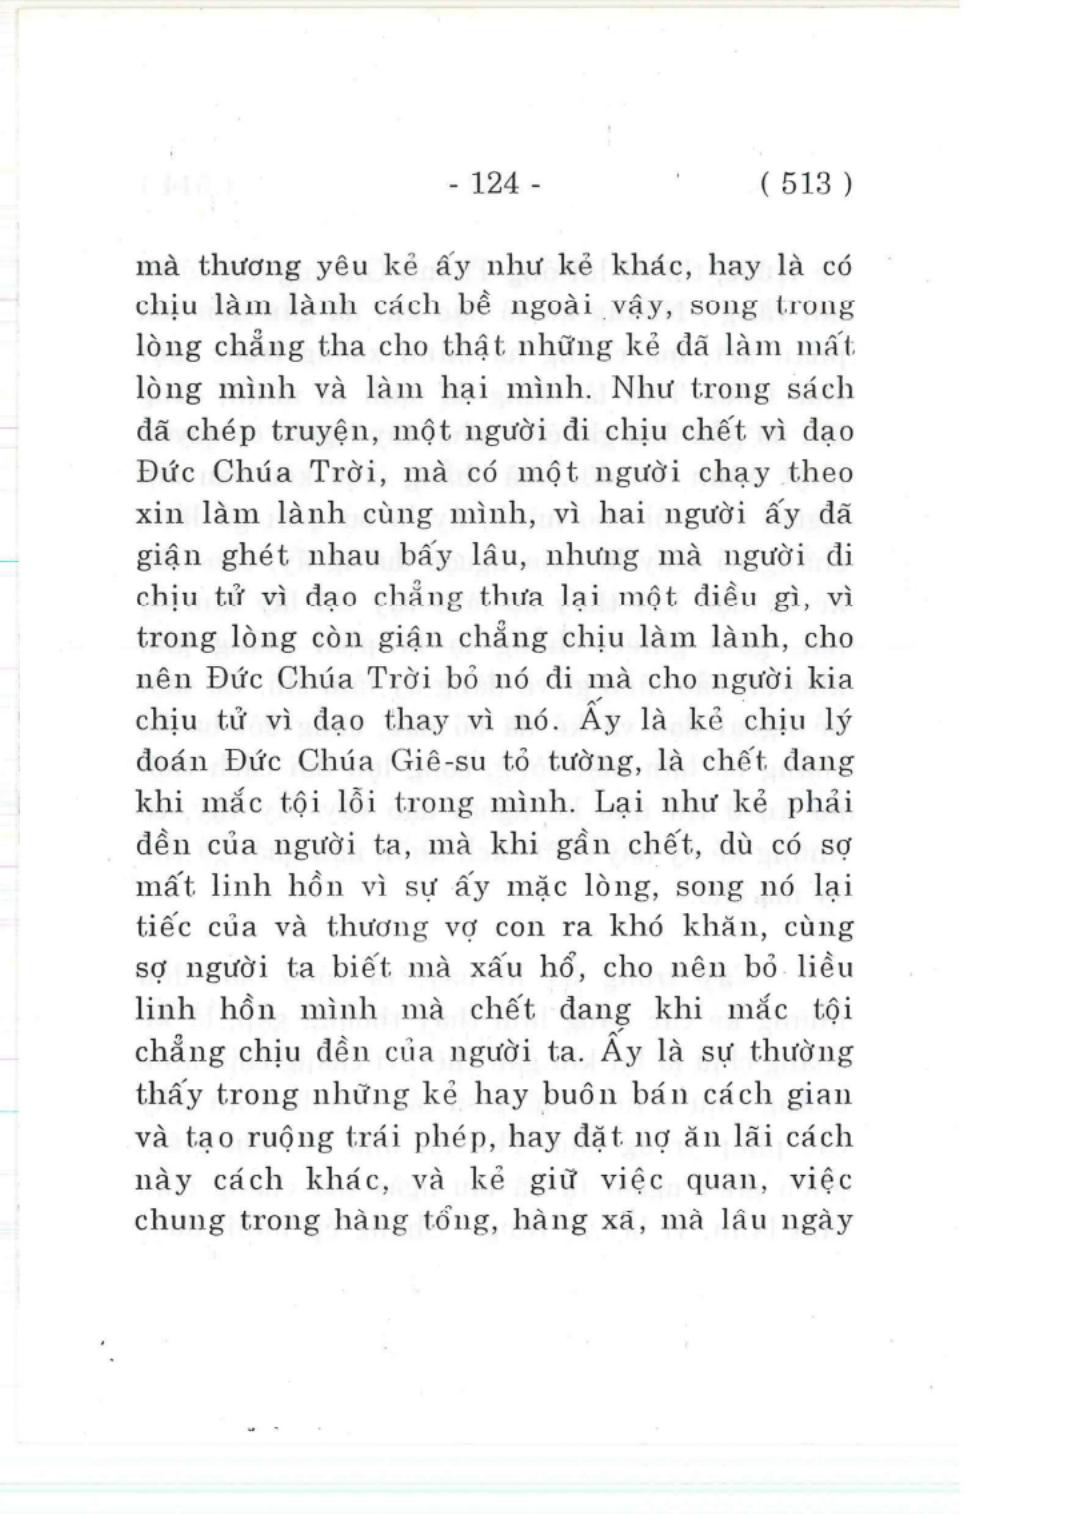 - 124 - ( 513 )
mà thương yêu kẻ ấy như kẻ khác, hay là có
chịu làm lành cách bề ngoài vậy, song trong
lòng chẳng tha cho thật những kẻ đã làm mất
lòng mình và làm hại mình. Như trong sách
đã chép truyện, một người đi chịu chết vì đạo
Đức Chúa Trời, mà có một người chạy theo
xin làm lành cùng mình, vì hai người ấy đã
giận ghét nhau bấy lâu, nhưng mà người đi
chịu tử vì đạo chẳng thưa lại một điều gì, vì
trong lòng còn giận chẳng chịu làm lành, cho
nên Đức Chúa Trời bỏ nó đi mà cho người kia
chịu tử vì đạo thay vì nó. Ấy là kẻ chịu lý
đoán Đức Chúa Giê-su tỏ tường, là chết đang
khi mắc tội lỗi trong mình. Lại như kẻ phải
đền của người ta, mà khi gần chết, dù có sợ
mất linh hồn vì sự ấy mặc lòng, song nó lại
tiếc của và thương vợ con ra khó khăn, cùng
sợ người ta biết mà xấu hổ, cho nên bỏ liều
linh hồn mình mà chết đang khi mắc tội
chẳng chịu đền của người ta. Ấy là sự thường
thấy trong những kẻ hay buôn bán cách gian
và tạo ruộng trái phép, hay đặt nợ ăn lãi cách
này cách khác, và kẻ giữ việc quan, việc
chung trong hàng tổng, hàng xã, mà lâu ngày